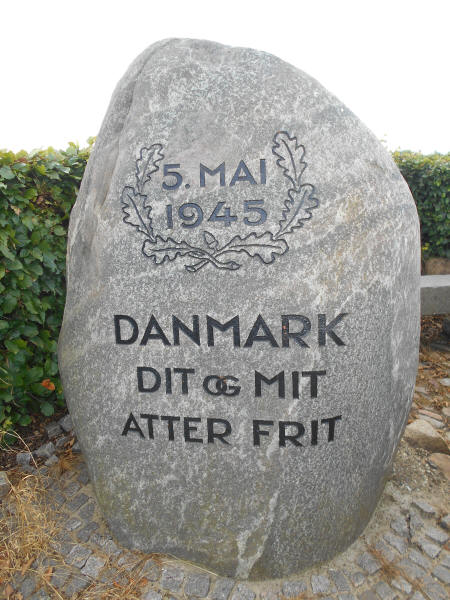 5. MAI
1945
DANMARK
DIT OG MIT
ATTER FRIT